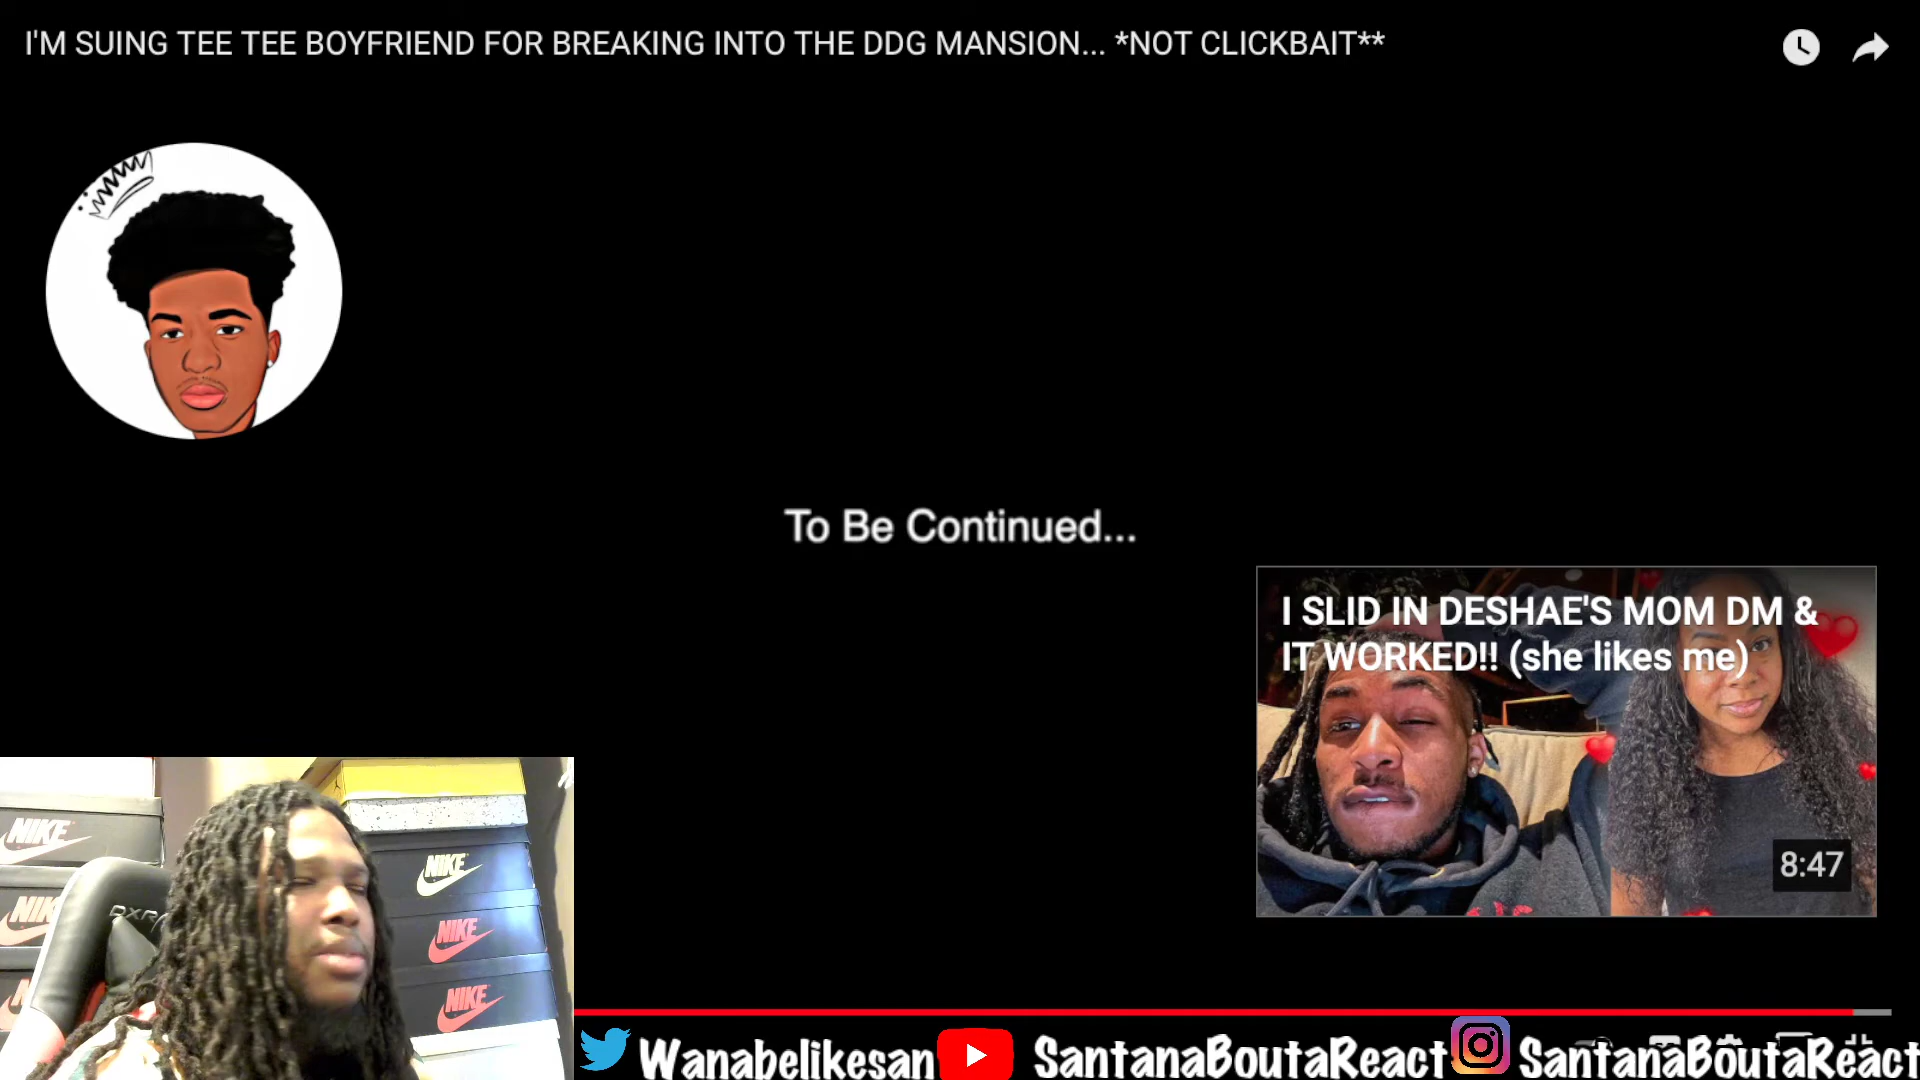 I'M SUING TEE TEE BOYFRIEND FOR BREAKING INTO THE DDG MANSION... *NOT CLICKBAIT**
To Be Continued...
I SLID IN DESHAE'S MOM DM &
IT WORKED!! (she likes me)
8:47
NIKE
NIKE
NIKE
NIKE
DXR
Wanabelikesan
SantanaBoutaReact
SantanaBoutaReact